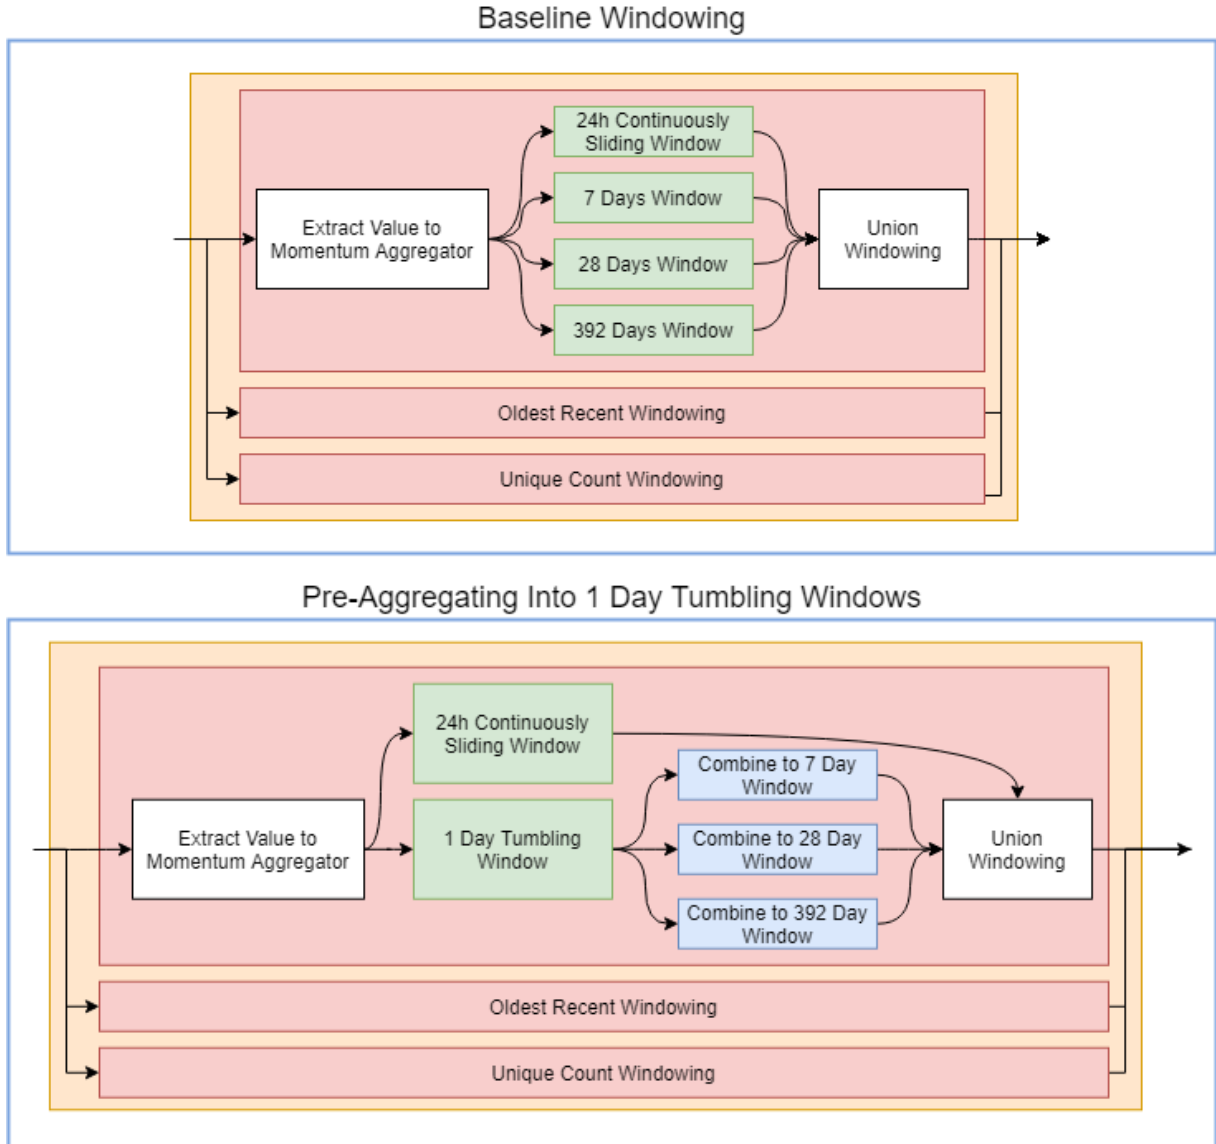 Baseline Windowing
24h Continuously
Sliding Window
7 Days Window
Extract Value to
Momentum Aggregator
Union
Windowing
28 Days Window
392 Days Window
Oldest Recent Windowing
Unique Count Windowing
Pre-Aggregating Into 1 Day Tumbling Windows
24h Continuously
Sliding Window
Combine to 7 Day
Window
Extract Value to
Momentum Aggregator
1 Day Tumbling
Window
Combine to 28 Day
Window
Union
Windowing
Combine to 392 Day
Window
Oldest Recent Windowing
Unique Count Windowing